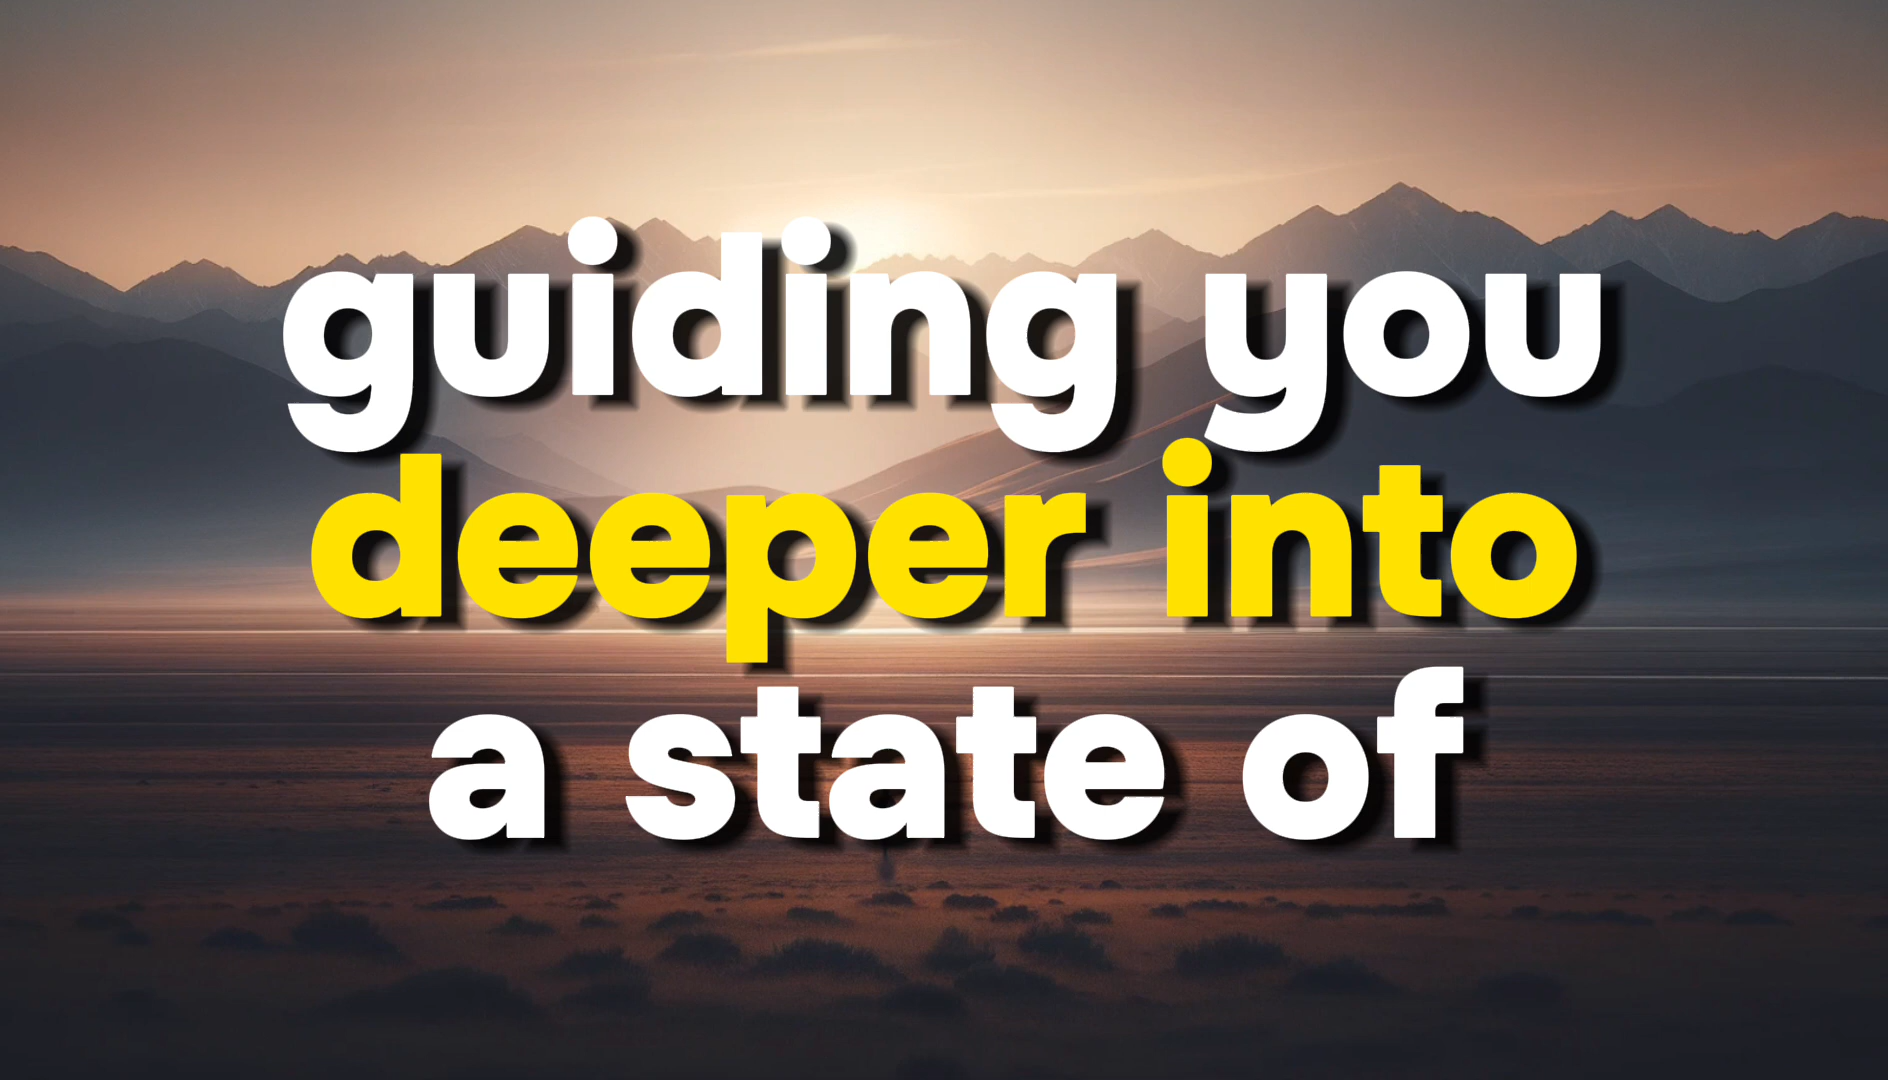 guiding you
deeper into
a state of